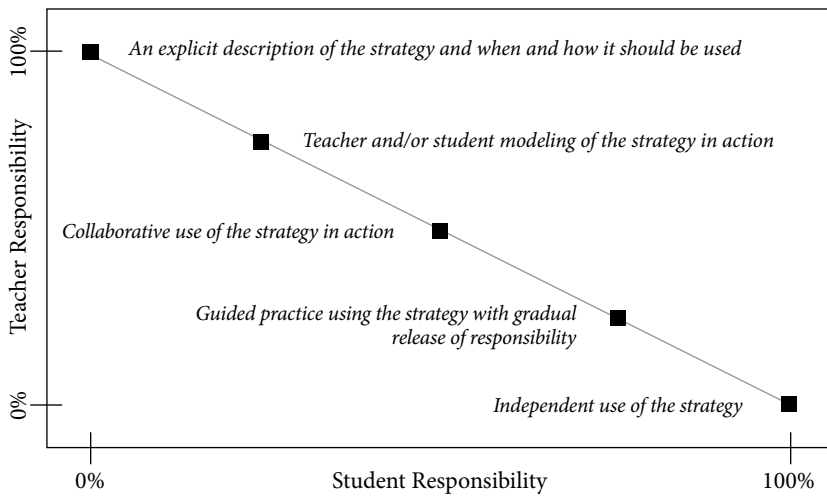 100%
An explicit description of the strategy and when and how it should be used
Teacher and/or student modeling of the strategy in action
Teacher Responsibility
Collaborative use of the strategy in action
Guided practice using the strategy with gradual
release of responsibility
0%
Independent use of the strategy
0%
Student Responsibility
100%